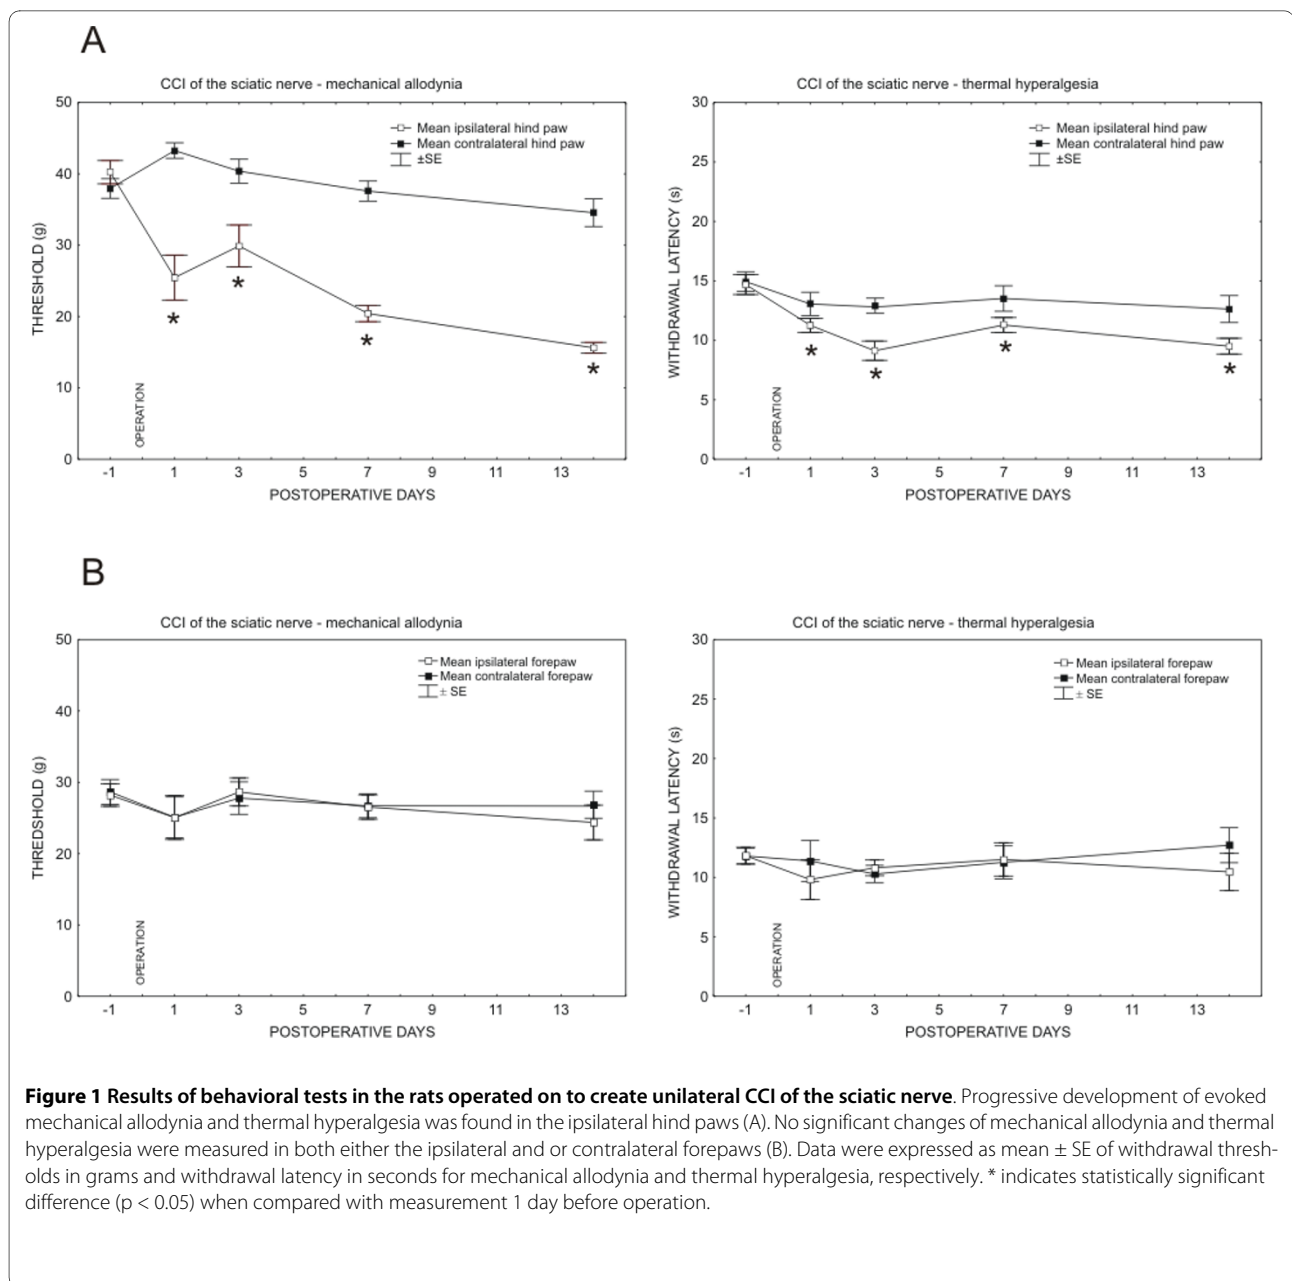 A
CCI of the sciatic nerve - mechanical allodynia
50
40
30
20
10
0
THRESHOLD (g)
Mean ipsilateral hind paw
Mean contralateral hind paw
±SE
*
*
*
*
OPERATION
-1 1 3 5 7 9 11 13
POSTOPERATIVE DAYS
CCI of the sciatic nerve - thermal hyperalgesia
30
25
20
15
10
5
0
WITHDRAWAL LATENCY (s)
Mean ipsilateral hind paw
Mean contralateral hind paw
±SE
*
*
*
*
OPERATION
-1 1 3 5 7 9 11 13
POSTOPERATIVE DAYS
B
CCI of the sciatic nerve - mechanical allodynia
50
40
30
20
10
0
THREDSHOLD (g)
Mean ipsilateral forepaw
Mean contralateral forepaw
± SE
OPERATION
-1 1 3 5 7 9 11 13
POSTOPERATIVE DAYS
CCI of the sciatic nerve - thermal hyperalgesia
30
25
20
15
10
5
0
WITHDRAWAL LATENCY (s)
Mean ipsilateral forepaw
Mean contralateral forepaw
± SE
OPERATION
-1 1 3 5 7 9 11 13
POSTOPERATIVE DAYS
Figure 1 Results of behavioral tests in the rats operated on to create unilateral CCI of the sciatic nerve. Progressive development of evoked
mechanical allodynia and thermal hyperalgesia was found in the ipsilateral hind paws (A). No significant changes of mechanical allodynia and thermal
hyperalgesia were measured in both either the ipsilateral and or contralateral forepaws (B). Data were expressed as mean ± SE of withdrawal thresh-
olds in grams and withdrawal latency in seconds for mechanical allodynia and thermal hyperalgesia, respectively. * indicates statistically significant
difference (p < 0.05) when compared with measurement 1 day before operation.